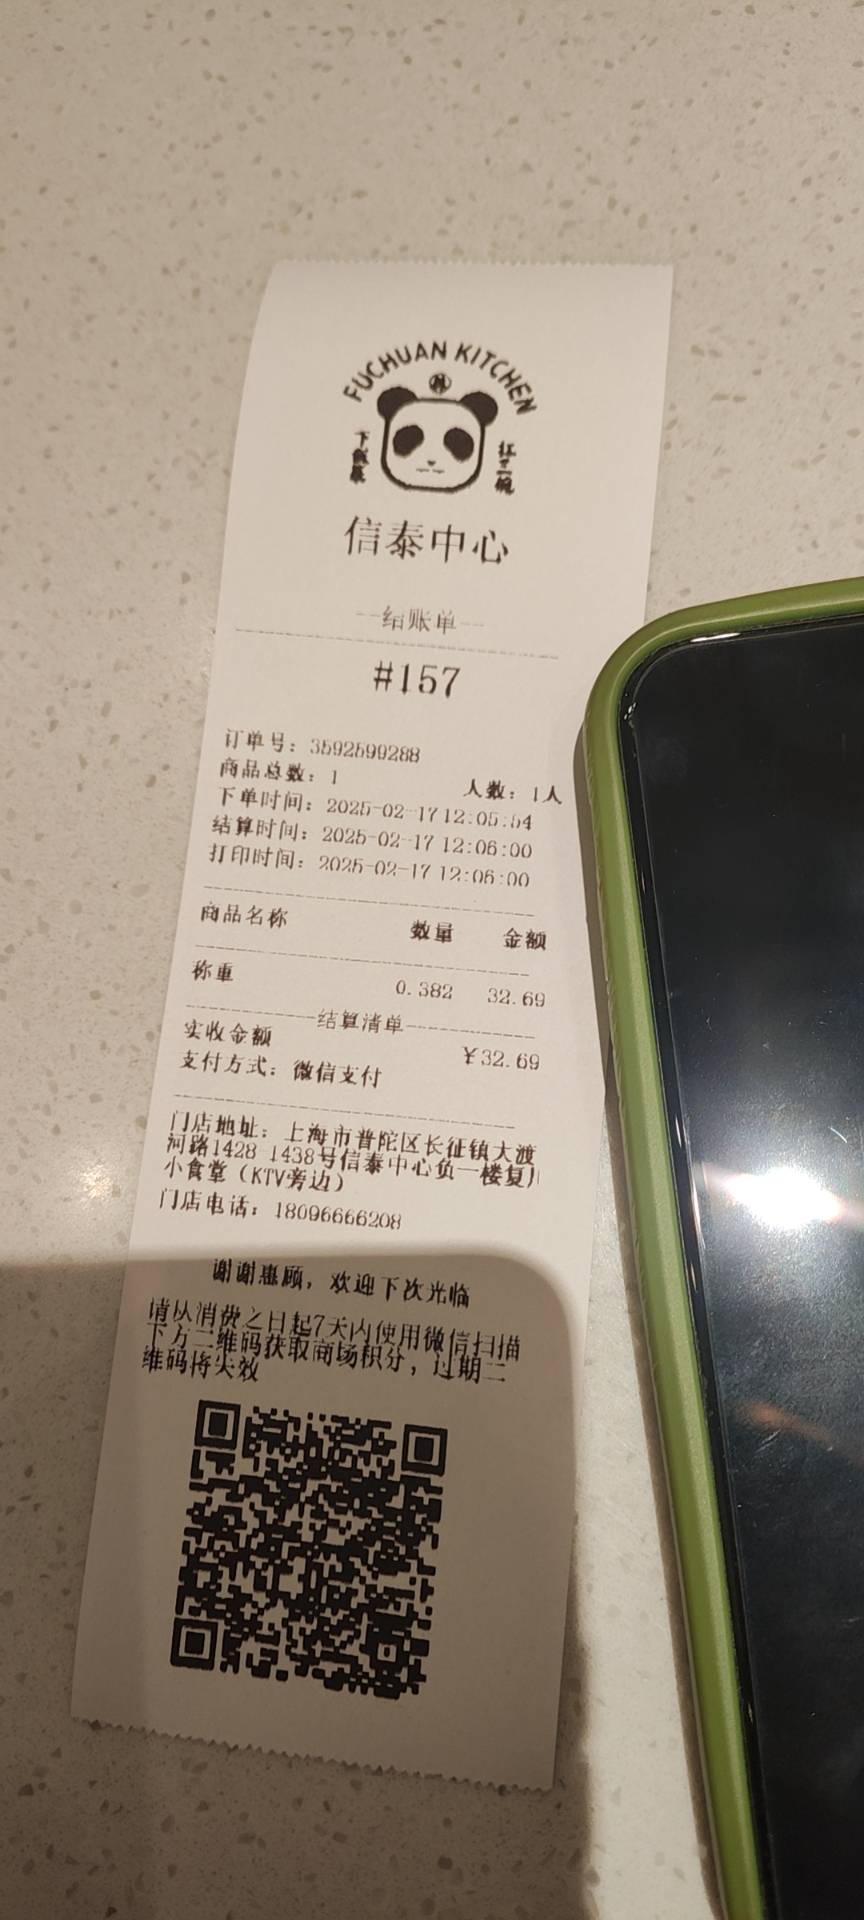 FUCHUAN KITCHEN
下饭菜
扛三碗
信泰中心
--结账单--
#157
订单号: 3592599288
商品总数: 1 人数: 1人
下单时间: 2025-02-17 12:05:54
结算时间: 2025-02-17 12:06:00
打印时间: 2025-02-17 12:06:00
商品名称 数量 金额
称重 0.382 32.69
结算清单
实收金额 ¥32.69
支付方式: 微信支付
门店地址: 上海市普陀区长征镇大渡
河路1428 1438号信泰中心负一楼复川
小食堂 (KTV旁边)
门店电话: 18096666208
谢谢惠顾, 欢迎下次光临
请从消费之日起7天内使用微信扫描
下方二维码获取商场积分, 过期二
维码将失效